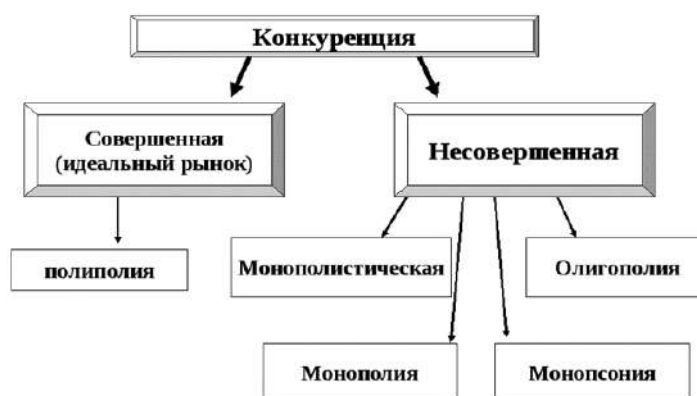 Конкуренция
Совершенная
(идеальный рынок)
Несовершенная
полиполия
Монополистическая
Олигополия
Монополия
Монопсония